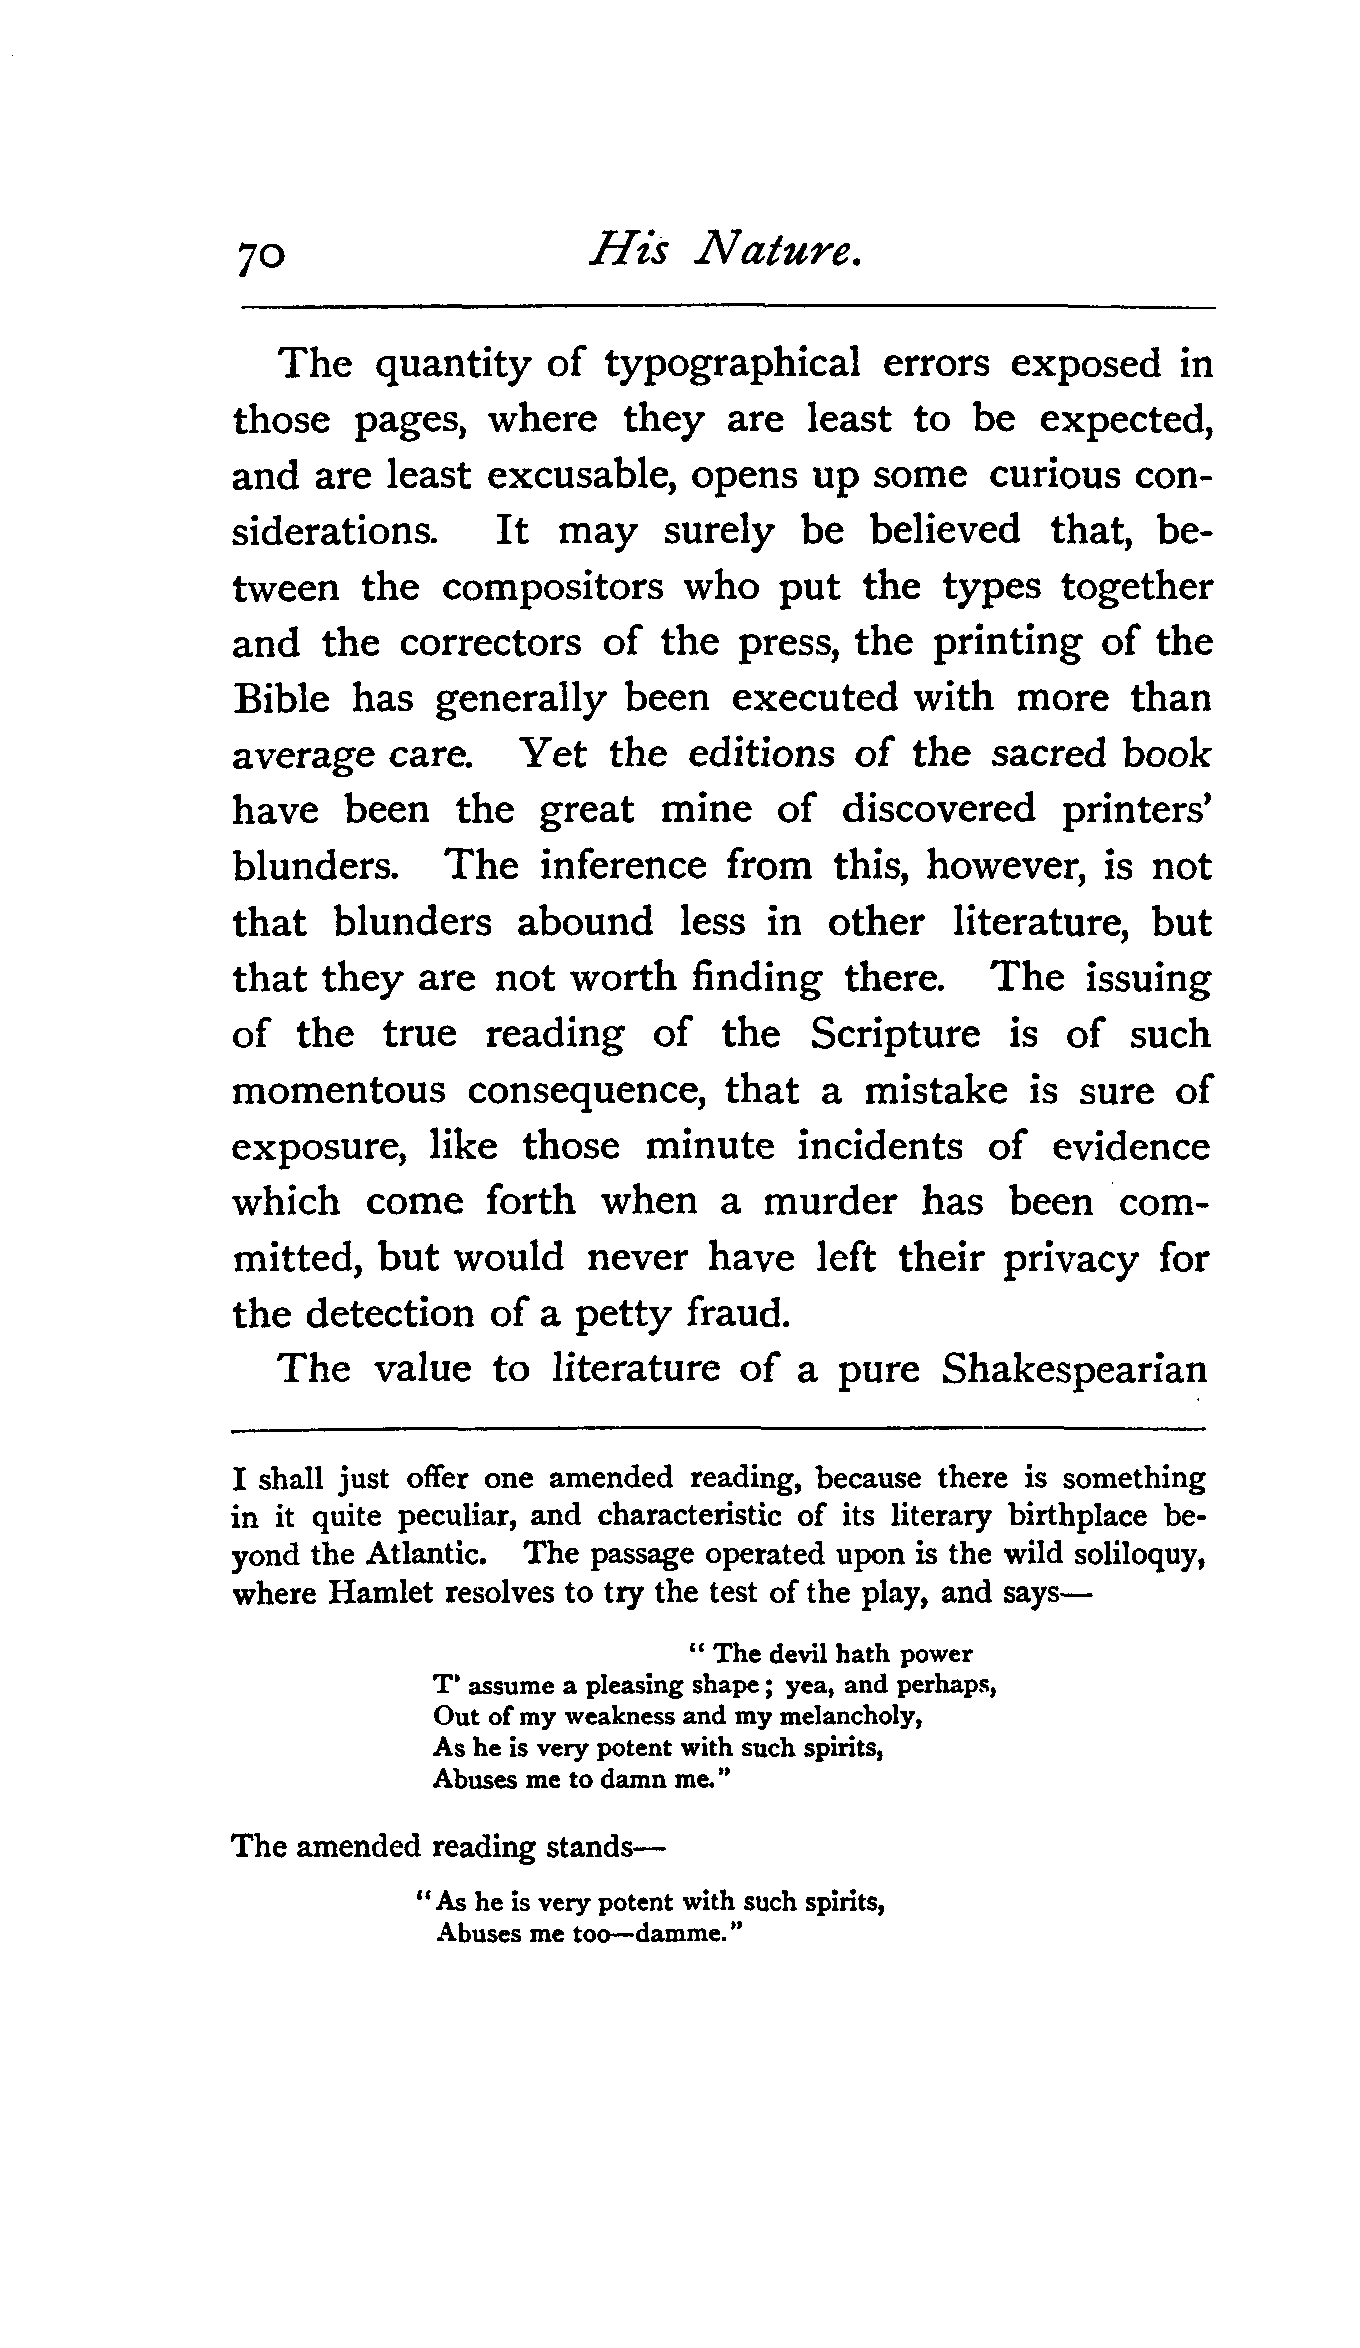 70 His Nature.
The quantity of typographical errors exposed in
those pages, where they are least to be expected,
and are least excusable, opens up some curious con-
siderations. It may surely be believed that, be-
tween the compositors who put the types together
and the correctors of the press, the printing of the
Bible has generally been executed with more than
average care. Yet the editions of the sacred book
have been the great mine of discovered printers'
blunders. The inference from this, however, is not
that blunders abound less in other literature, but
that they are not worth finding there. The issuing
of the true reading of the Scripture is of such
momentous consequence, that a mistake is sure of
exposure, like those minute incidents of evidence
which come forth when a murder has been com-
mitted, but would never have left their privacy for
the detection of a petty fraud.
The value to literature of a pure Shakespearian
I shall just offer one amended reading, because there is something
in it quite peculiar, and characteristic of its literary birthplace be-
yond the Atlantic. The passage operated upon is the wild soliloquy,
where Hamlet resolves to try the test of the play, and says—
" The devil hath power
T' assume a pleasing shape; yea, and perhaps,
Out of my weakness and my melancholy,
As he is very potent with such spirits,
Abuses me to damn me."
The amended reading stands—
"As he is very potent with such spirits,
Abuses me too—damme."